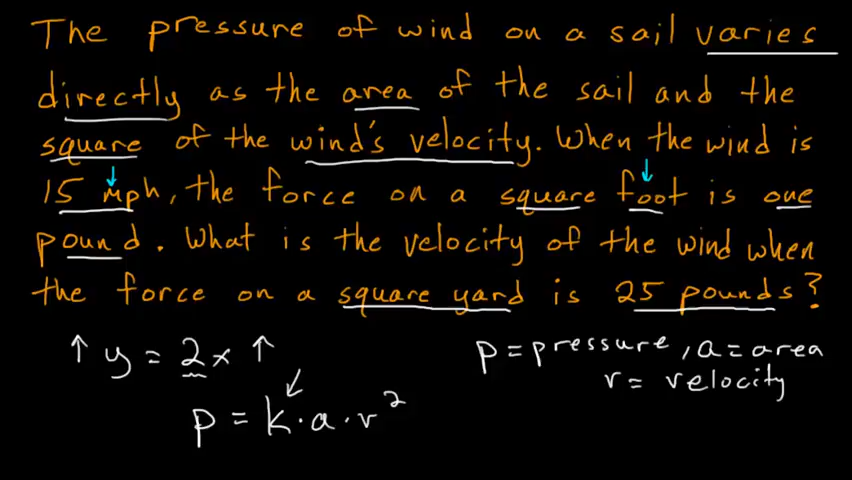 The pressure of wind on a sail varies
directly as the area of the sail and the
square of the wind's velocity. When the wind is
15 mph, the force on a square foot is one
pound. What is the velocity of the wind when
the force on a square yard is 25 pounds?
↑ y = 2x ↑
p = pressure, a = area
v = velocity
p = k · a · v²